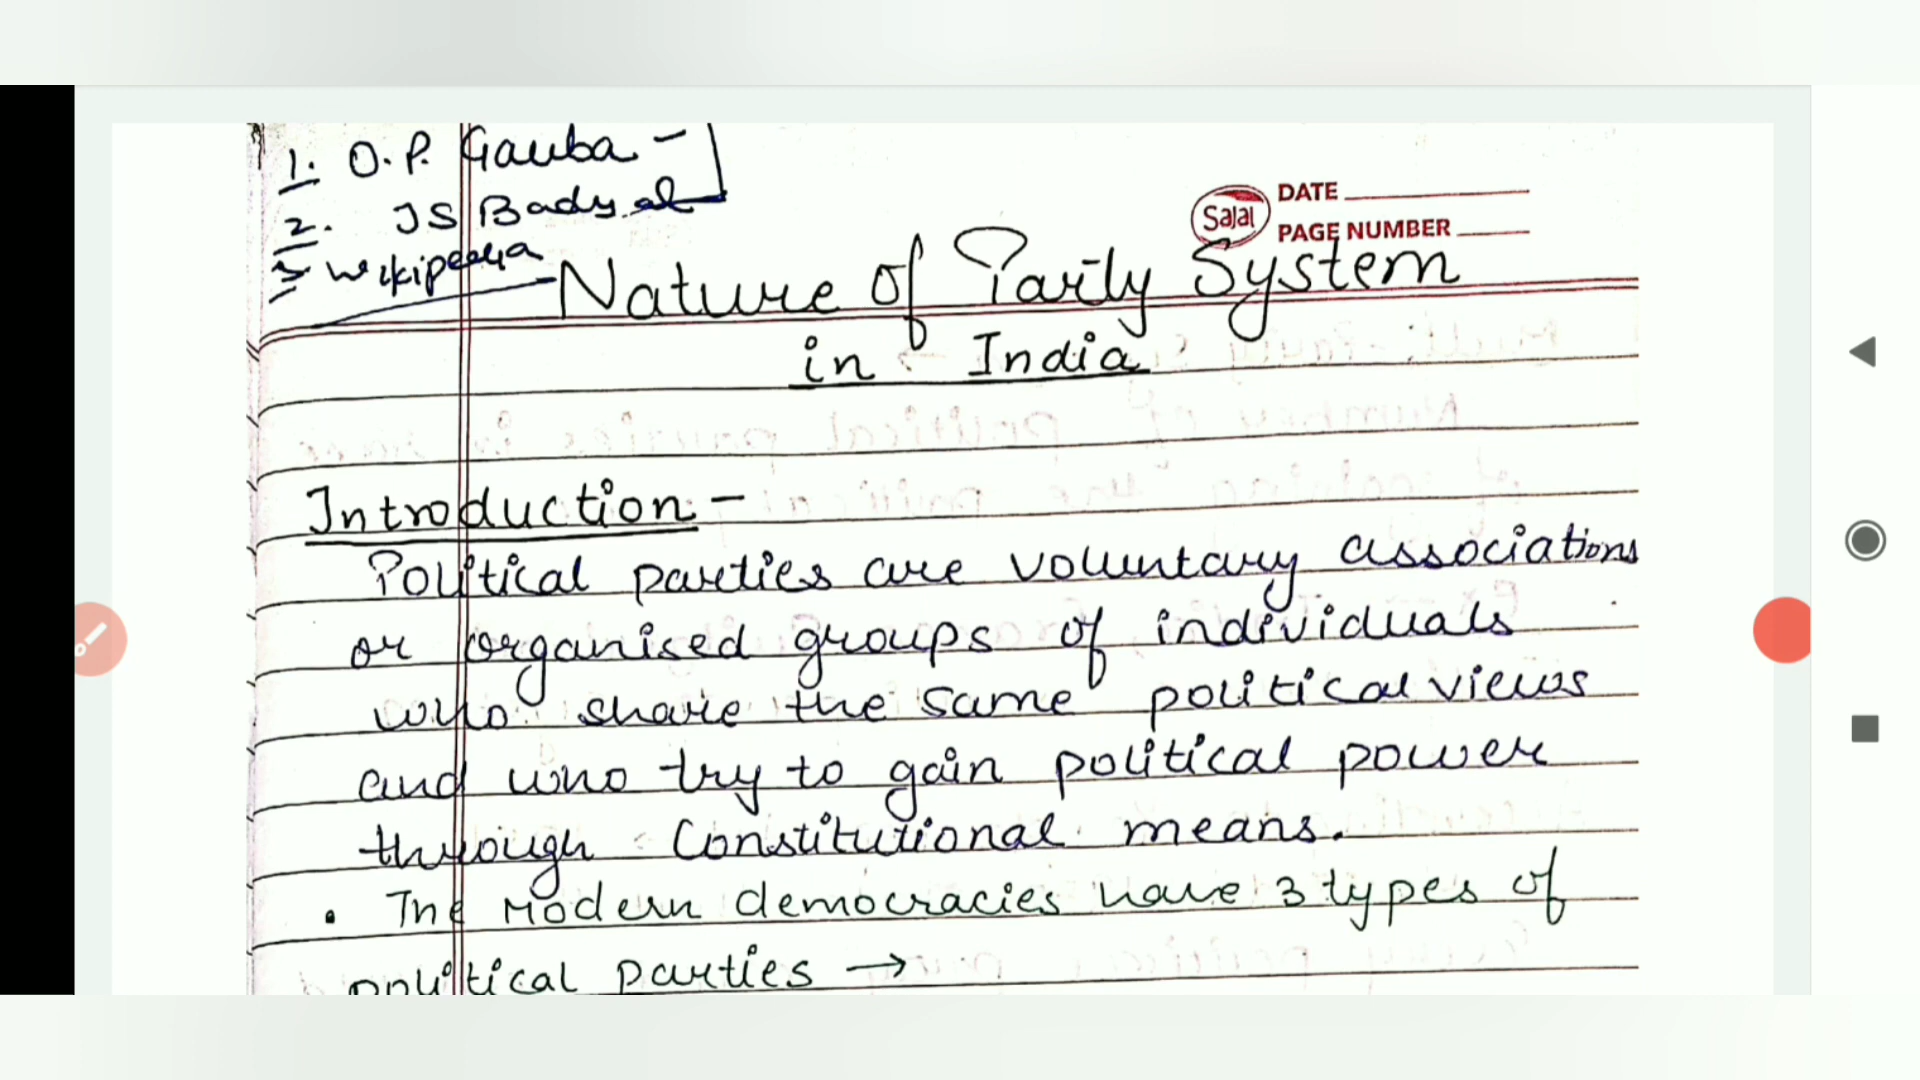 1. O.P. Gauba -
2. JS Badyal
3 Wikipedia
Sajal
DATE
PAGE NUMBER
Nature of Party System
in - India
Introduction -
Political parties are voluntary associations
or organised groups of individuals
who share the same political views
and who try to gain political power
through Constitutional means.
• The Modern democracies have 3 types of
political parties →